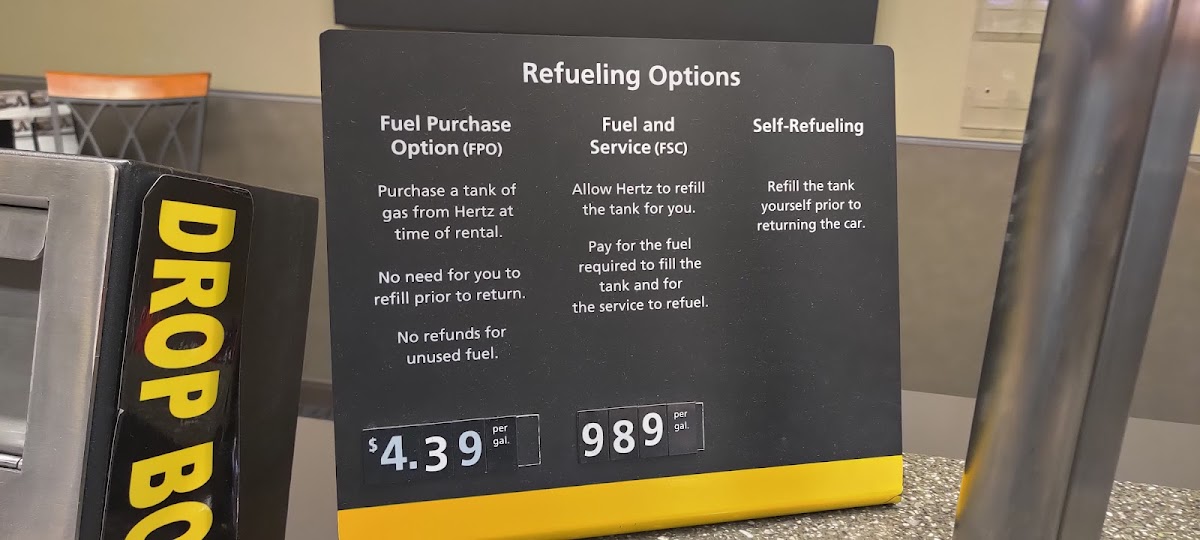 Refueling Options
Fuel Purchase
Option (FPO)
Purchase a tank of
gas from Hertz at
time of rental.
No need for you to
refill prior to return.
No refunds for
unused fuel.
$4.39 per
gal.
Fuel and
Service (FSC)
Allow Hertz to refill
the tank for you.
Pay for the fuel
required to fill the
tank and for
the service to refuel.
989 per
gal.
Self-Refueling
Refill the tank
yourself prior to
returning the car.
DROP BO